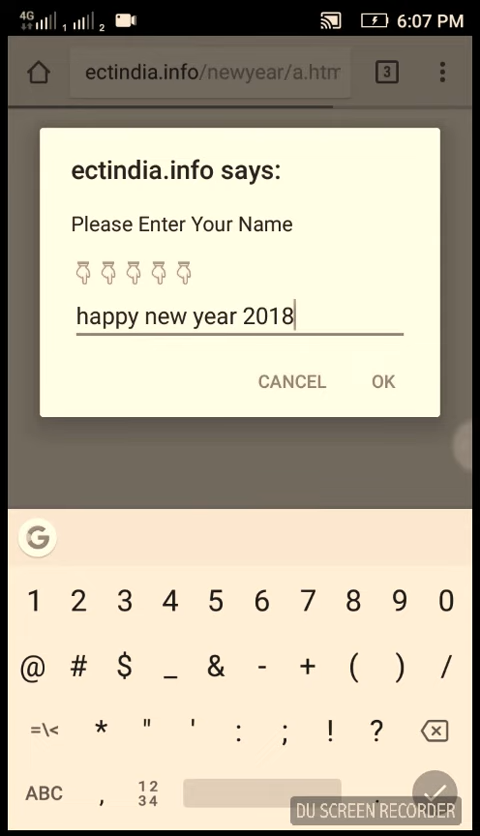 4G 1 2 6:07 PM
ectindia.info/newyear/a.htm 3
ectindia.info says:
Please Enter Your Name
👇👇👇👇👇
happy new year 2018
CANCEL OK
G
1 2 3 4 5 6 7 8 9 0
@ # $ _ & - + ( ) /
=\< * " ' : ; ! ?
ABC , 12 .
34
DU SCREEN RECORDER